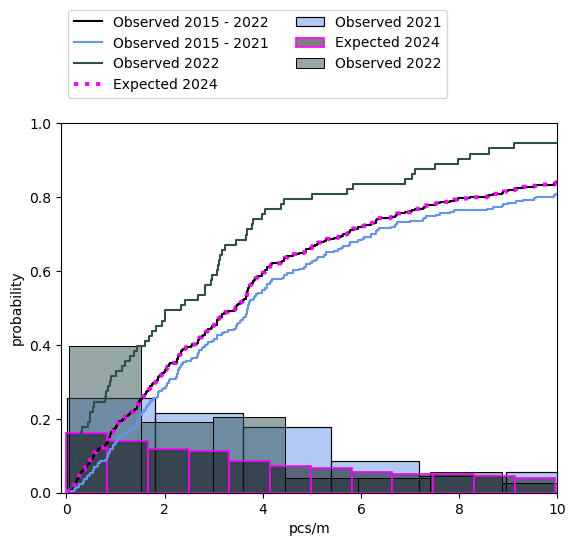 Observed 2015 - 2022
Observed 2015 - 2021
Observed 2022
Expected 2024
Observed 2021
Expected 2024
Observed 2022
1.0
0.8
0.6
0.4
0.2
0.0
probability
0 2 4 6 8 10
pcs/m